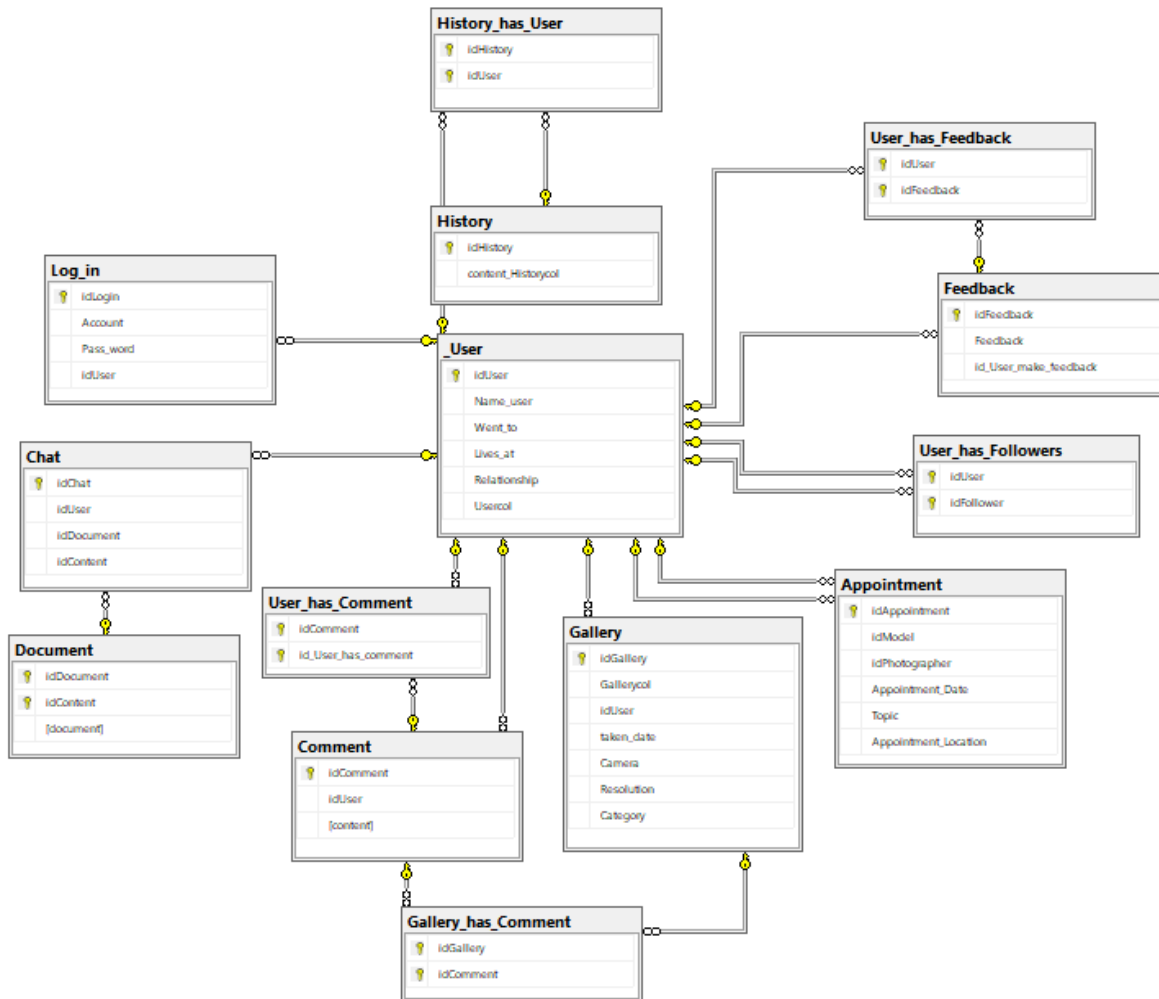 History_has_User
idHistory
idUser
User_has_Feedback
idUser
idFeedback
History
idHistory
content_Historycol
Log_in
idLogin
Account
Pass_word
idUser
Feedback
idFeedback
Feedback
id_User_make_feedback
_User
idUser
Name_user
Went_to
Lives_at
Relationship
Usercol
Chat
idChat
idUser
idDocument
idContent
User_has_Followers
idUser
idFollower
User_has_Comment
idComment
id_User_has_comment
Appointment
idAppointment
idModel
idPhotographer
Appointment_Date
Topic
Appointment_Location
Document
idDocument
idContent
[document]
Gallery
idGallery
Gallerycol
idUser
taken_date
Camera
Resolution
Category
Comment
idComment
idUser
[content]
Gallery_has_Comment
idGallery
idComment